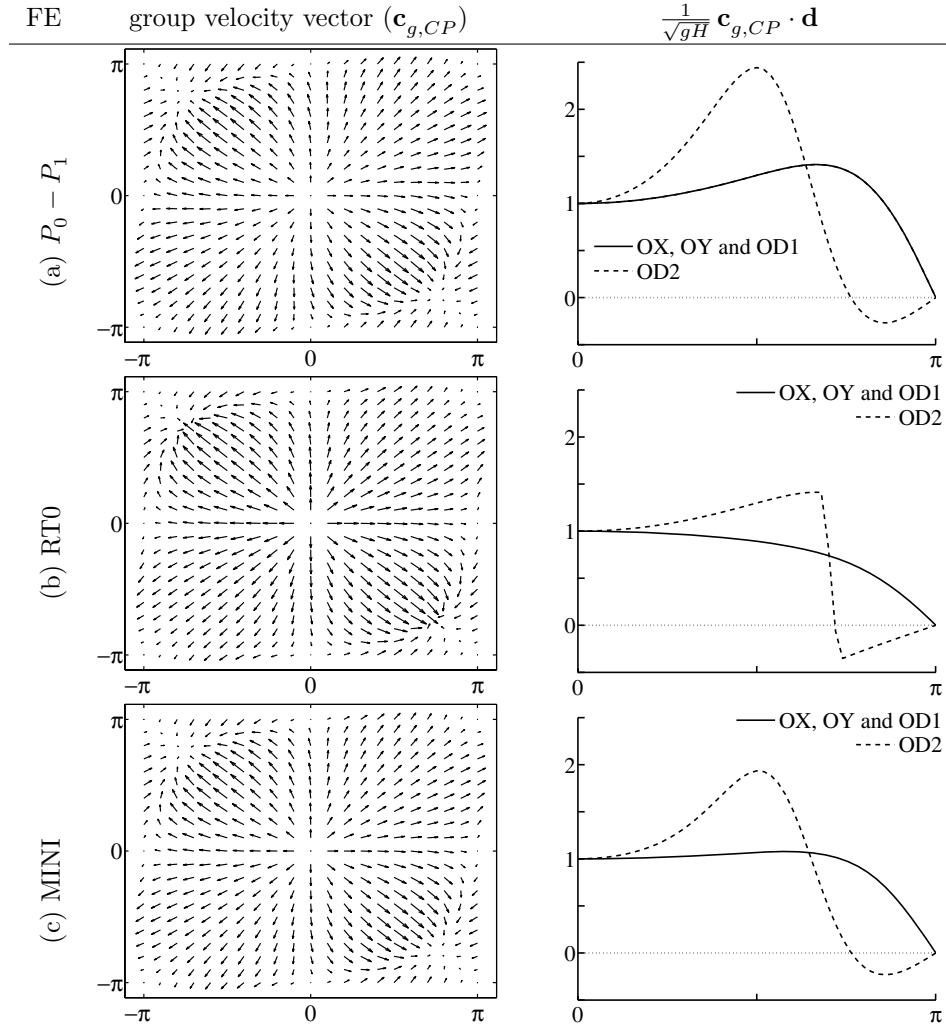 FE group velocity vector (c_{g,CP}) \frac{1}{\sqrt{gH}} c_{g,CP} · d
(a) P_0 − P_1
π
0
−π
−π 0 π
2
1
0
OX, OY and OD1
OD2
0 π
(b) RT0
π
0
−π
−π 0 π
OX, OY and OD1
OD2
2
1
0
0 π
(c) MINI
π
0
−π
−π 0 π
OX, OY and OD1
OD2
2
1
0
0 π